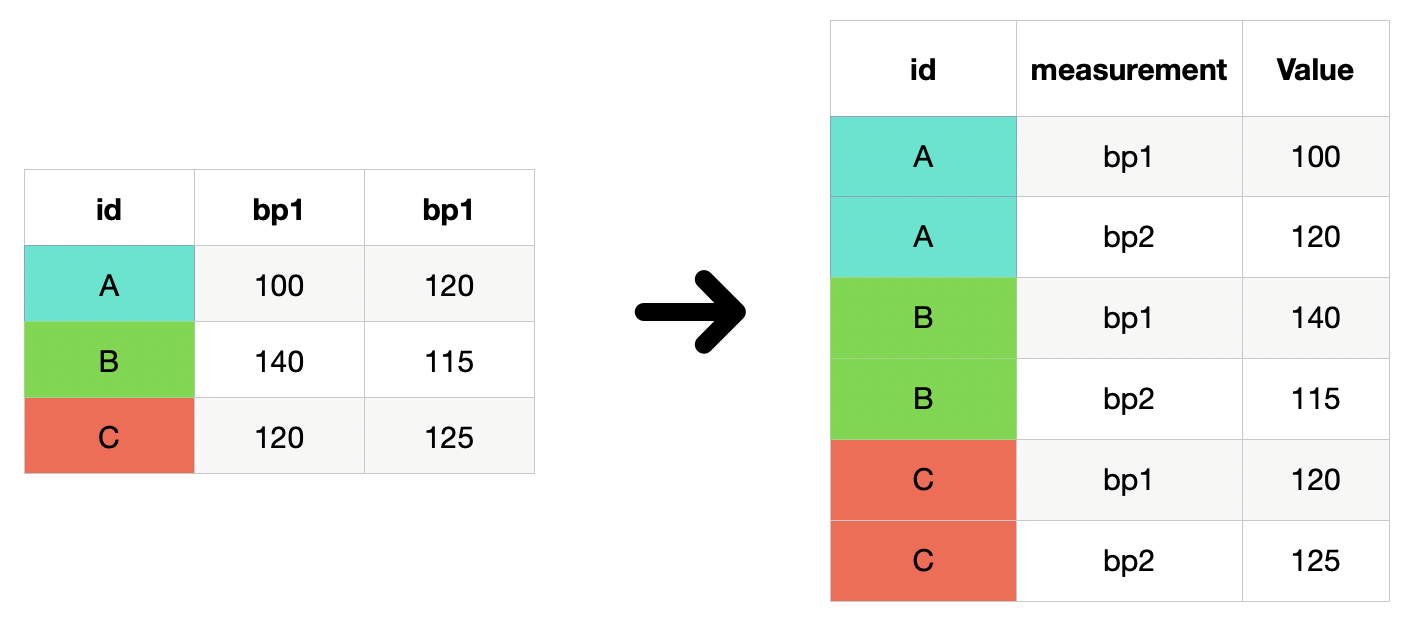 id bp1 bp1
A 100 120
B 140 115
C 120 125
id measurement Value
A bp1 100
A bp2 120
B bp1 140
B bp2 115
C bp1 120
C bp2 125